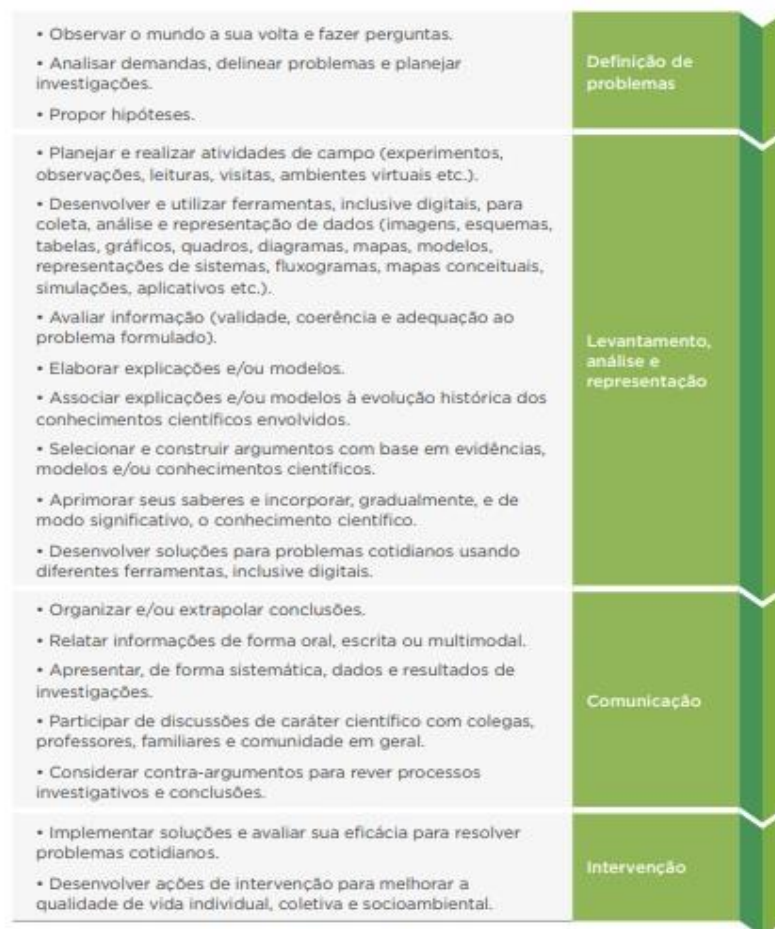 • Observar o mundo a sua volta e fazer perguntas.
• Analisar demandas, delinear problemas e planejar
investigações.
• Propor hipóteses.
Definição de
problemas
• Planejar e realizar atividades de campo (experimentos,
observações, leituras, visitas, ambientes virtuais etc.).
• Desenvolver e utilizar ferramentas, inclusive digitais, para
coleta, análise e representação de dados (imagens, esquemas,
tabelas, gráficos, quadros, diagramas, mapas, modelos,
representações de sistemas, fluxogramas, mapas conceituais,
simulações, aplicativos etc.).
• Avaliar informação (validade, coerência e adequação ao
problema formulado).
• Elaborar explicações e/ou modelos.
• Associar explicações e/ou modelos à evolução histórica dos
conhecimentos científicos envolvidos.
• Selecionar e construir argumentos com base em evidências,
modelos e/ou conhecimentos científicos.
• Aprimorar seus saberes e incorporar, gradualmente, e de
modo significativo, o conhecimento científico.
• Desenvolver soluções para problemas cotidianos usando
diferentes ferramentas, inclusive digitais.
Levantamento,
análise e
representação
• Organizar e/ou extrapolar conclusões.
• Relatar informações de forma oral, escrita ou multimodal.
• Apresentar, de forma sistemática, dados e resultados de
investigações.
• Participar de discussões de caráter científico com colegas,
professores, familiares e comunidade em geral.
• Considerar contra-argumentos para rever processos
investigativos e conclusões.
Comunicação
• Implementar soluções e avaliar sua eficácia para resolver
problemas cotidianos.
• Desenvolver ações de intervenção para melhorar a
qualidade de vida individual, coletiva e socioambiental.
Intervenção